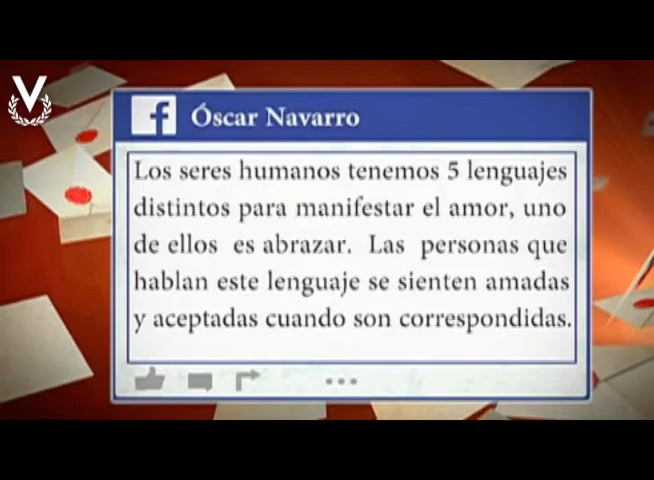 V
f Óscar Navarro
Los seres humanos tenemos 5 lenguajes
distintos para manifestar el amor, uno
de ellos es abrazar. Las personas que
hablan este lenguaje se sienten amadas
y aceptadas cuando son correspondidas.